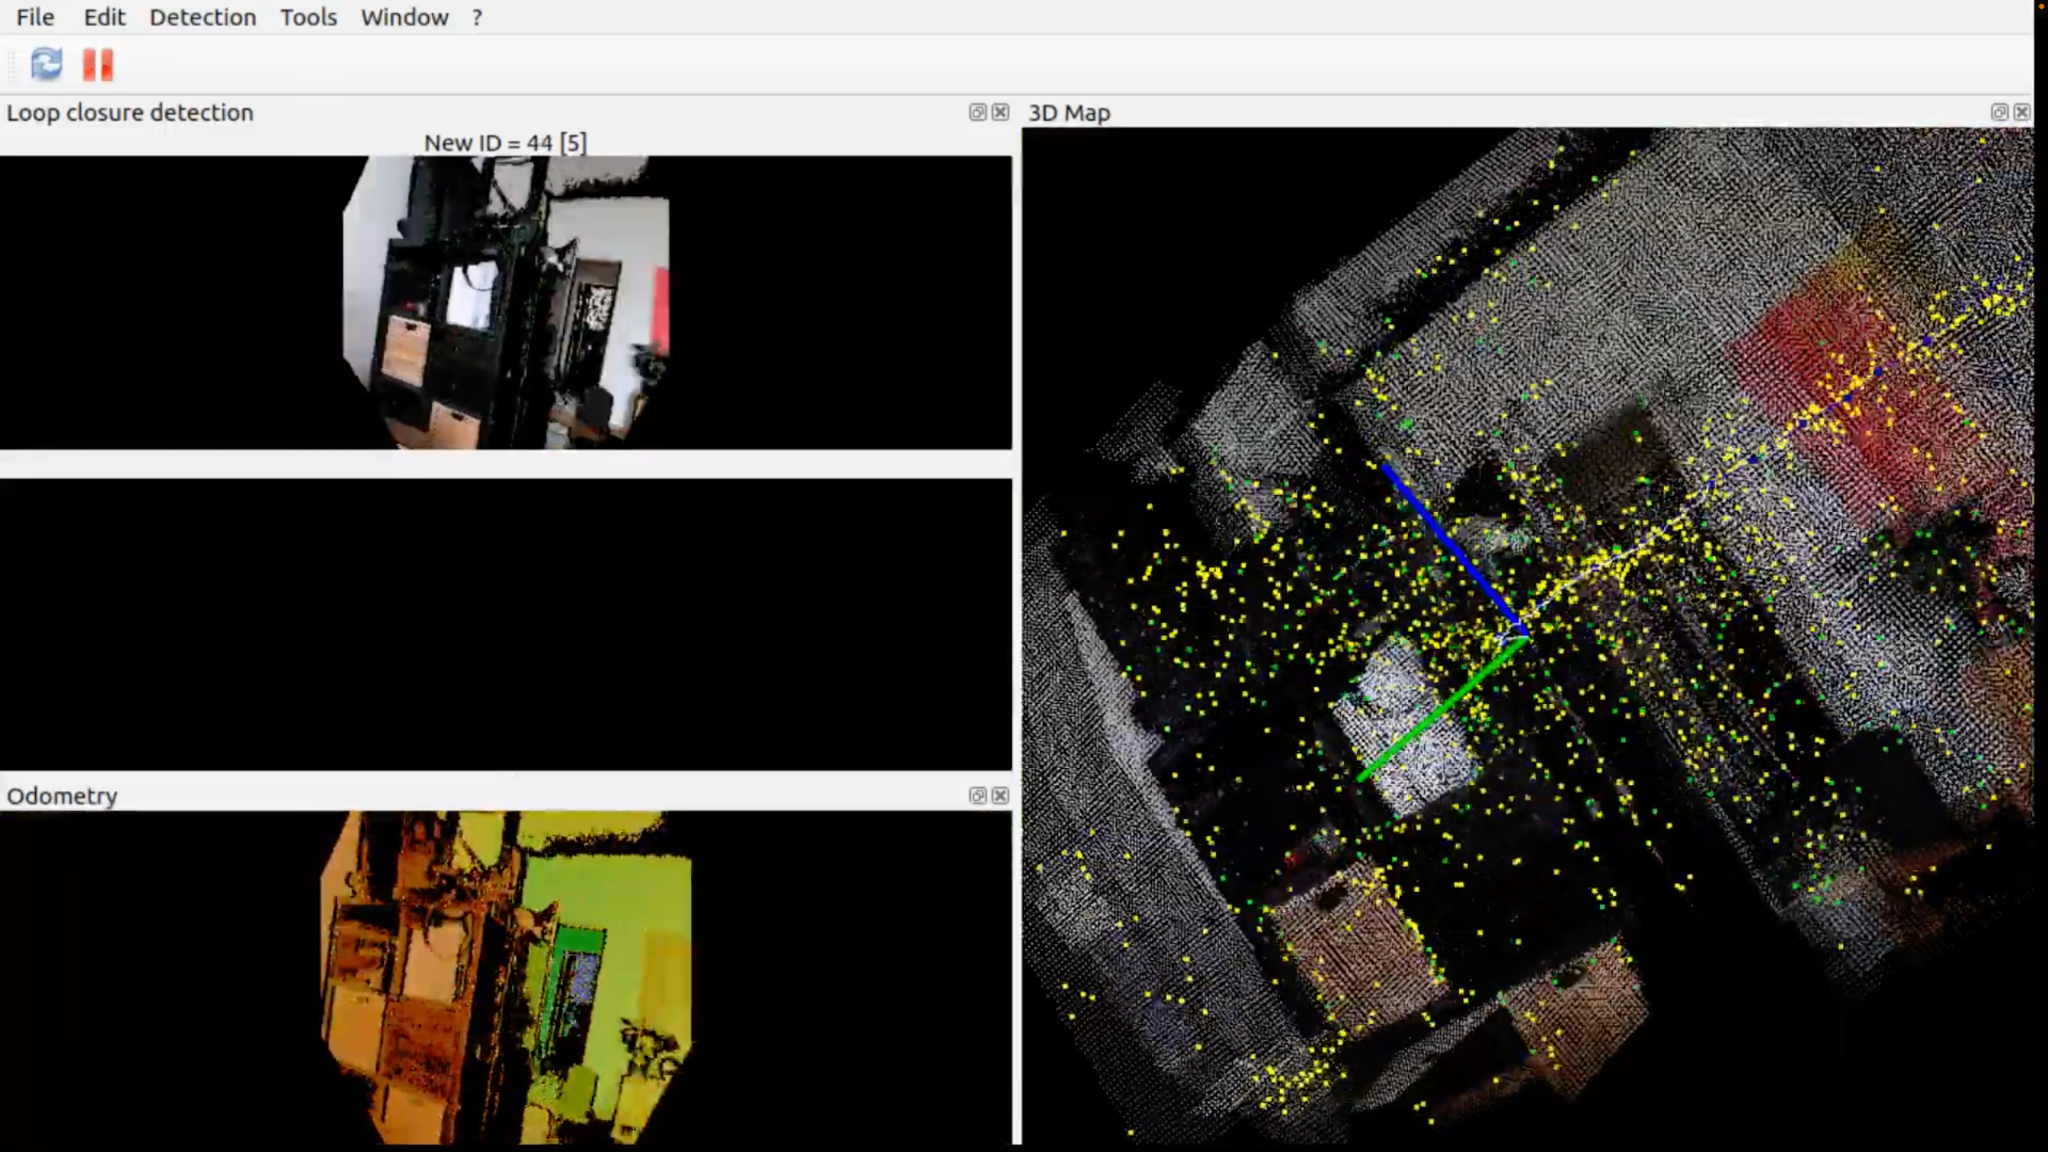 File Edit Detection Tools Window ?
Loop closure detection
New ID = 44 [5]
Odometry
3D Map